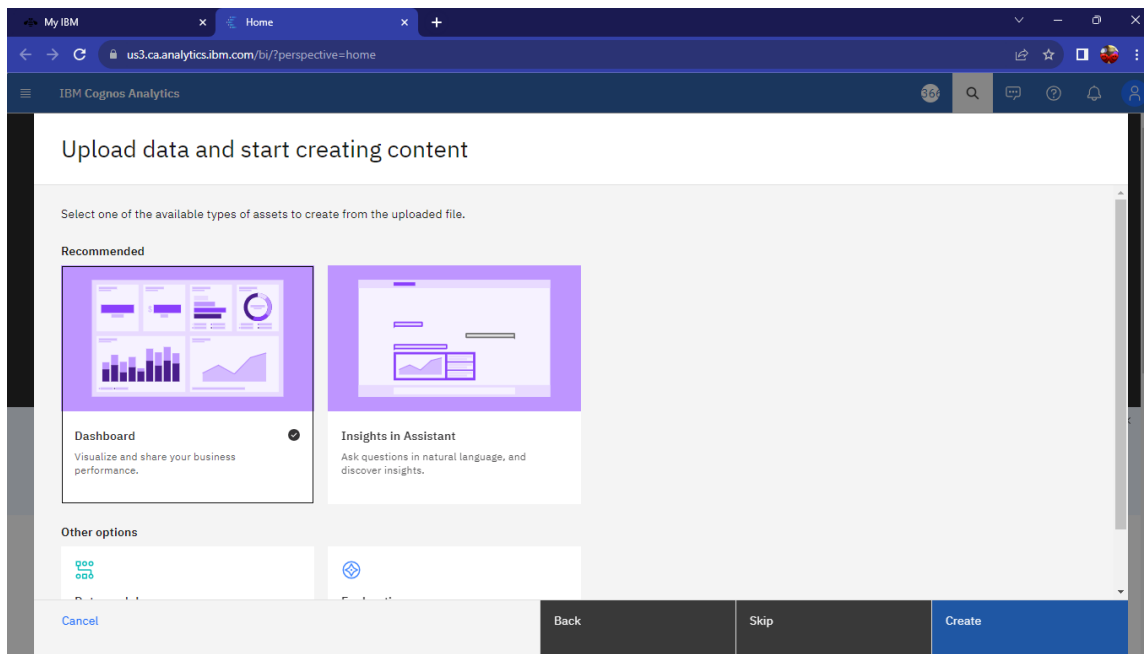 My IBM
Home
us3.ca.analytics.ibm.com/bi/?perspective=home
IBM Cognos Analytics
Upload data and start creating content
Select one of the available types of assets to create from the uploaded file.
Recommended
Dashboard
Visualize and share your business
performance.
Insights in Assistant
Ask questions in natural language, and
discover insights.
Other options
Cancel
Back
Skip
Create